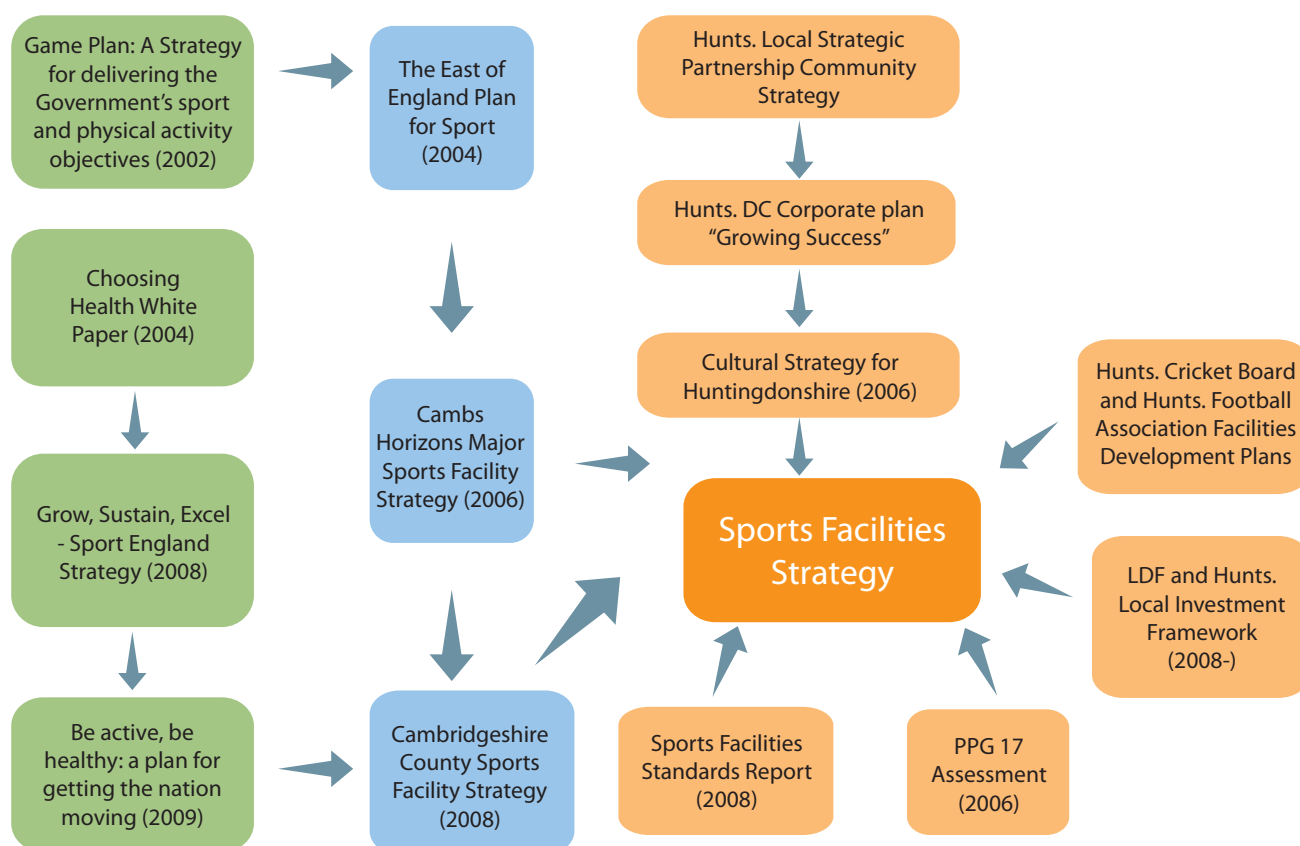 Game Plan: A Strategy
for delivering the
Government’s sport
and physical activity
objectives (2002)
The East of
England Plan
for Sport
(2004)
Hunts. Local Strategic
Partnership Community
Strategy
Hunts. DC Corporate plan
“Growing Success”
Choosing
Health White
Paper (2004)
Cultural Strategy for
Huntingdonshire (2006)
Hunts. Cricket Board
and Hunts. Football
Association Facilities
Development Plans
Cambs
Horizons Major
Sports Facility
Strategy (2006)
Grow, Sustain, Excel
- Sport England
Strategy (2008)
Sports Facilities
Strategy
LDF and Hunts.
Local Investment
Framework
(2008-)
Be active, be
healthy: a plan for
getting the nation
moving (2009)
Cambridgeshire
County Sports
Facility Strategy
(2008)
Sports Facilities
Standards Report
(2008)
PPG 17
Assessment
(2006)